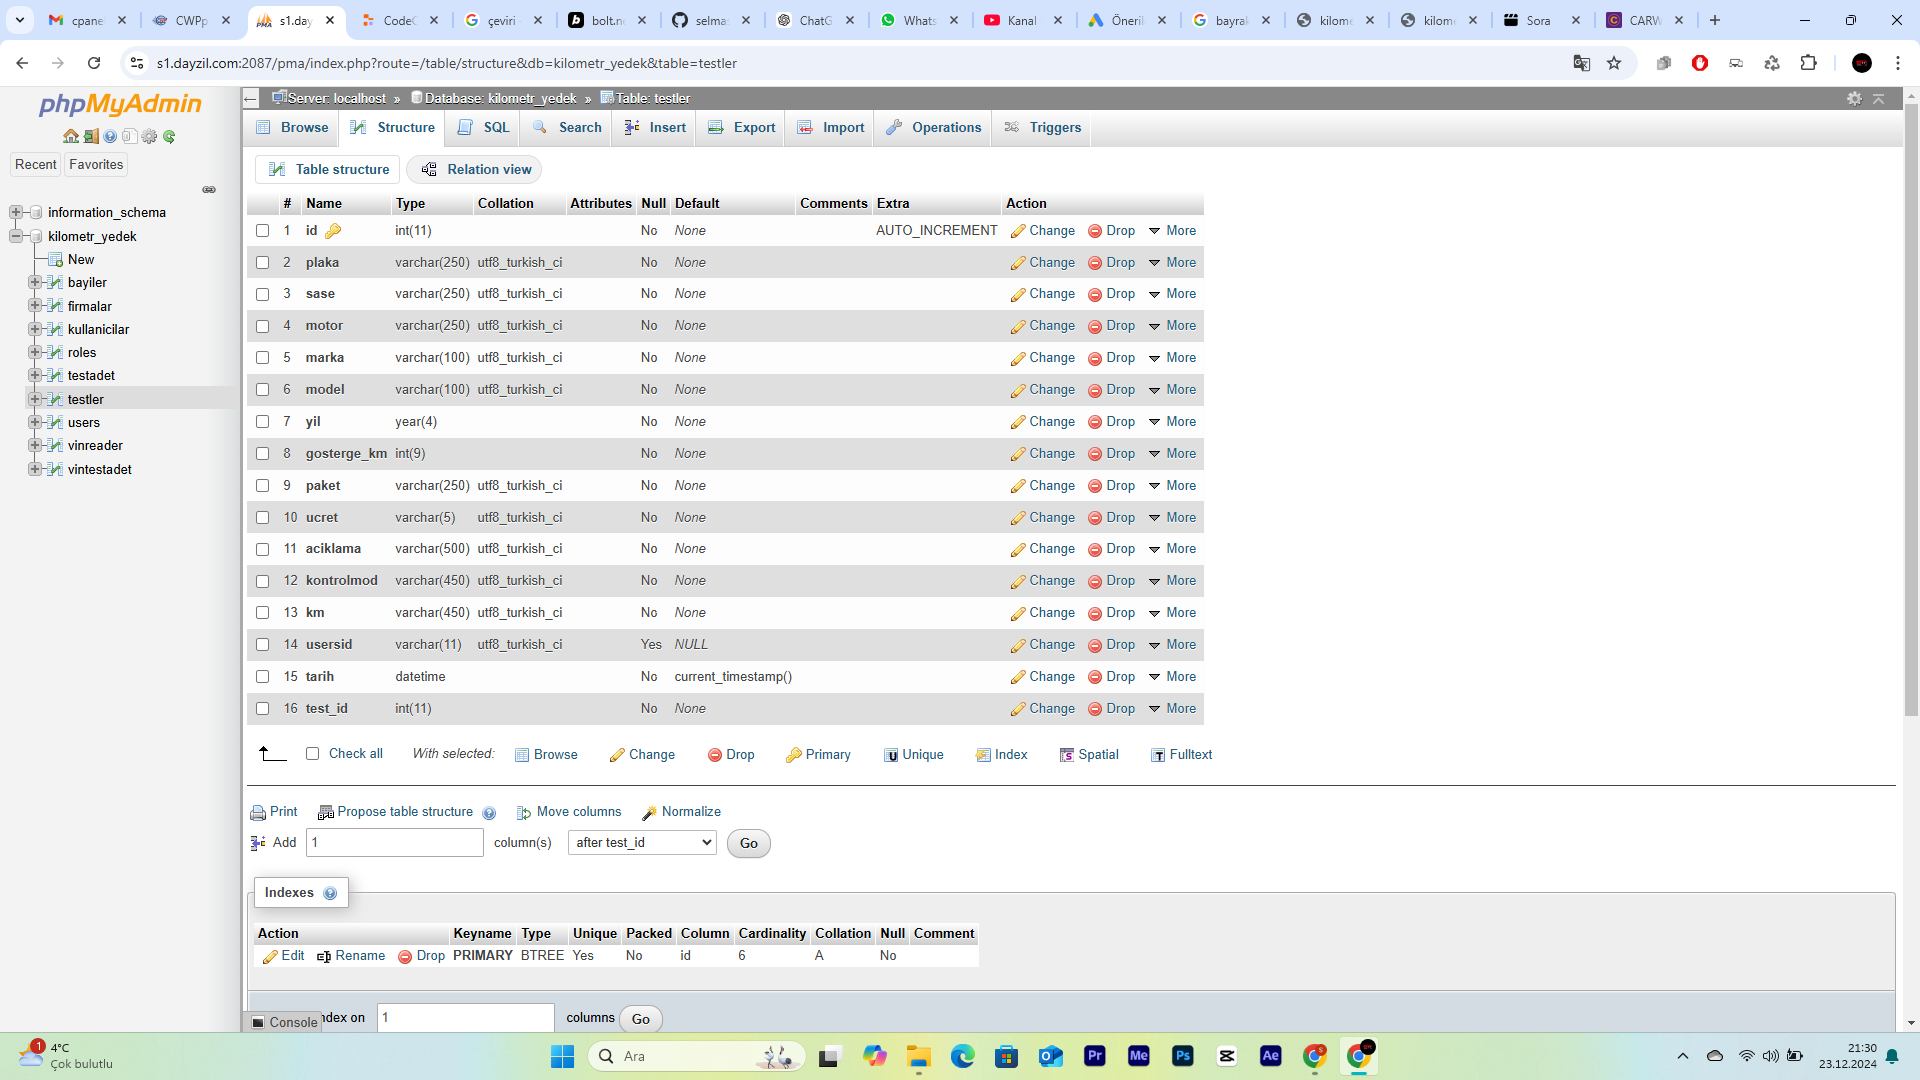 cpane
CWPp
s1.day
CodeC
çeviri -
bolt.ne
selma
ChatG
Whats
Kanal
Öneril
bayra
kilome
kilome
Sora
CARW
s1.dayzil.com:2087/pma/index.php?route=/table/structure&db=kilometr_yedek&table=testler
phpMyAdmin
Recent Favorites
information_schema
kilometr_yedek
New
bayiler
firmalar
kullanicilar
roles
testadet
testler
users
vinreader
vintestadet
Server: localhost » Database: kilometr_yedek » Table: testler
Browse Structure SQL Search Insert Export Import Operations Triggers
Table structure Relation view
# Name Type Collation Attributes Null Default Comments Extra Action
1 id int(11) No None AUTO_INCREMENT Change Drop More
2 plaka varchar(250) utf8_turkish_ci No None Change Drop More
3 sase varchar(250) utf8_turkish_ci No None Change Drop More
4 motor varchar(250) utf8_turkish_ci No None Change Drop More
5 marka varchar(100) utf8_turkish_ci No None Change Drop More
6 model varchar(100) utf8_turkish_ci No None Change Drop More
7 yil year(4) No None Change Drop More
8 gosterge_km int(9) No None Change Drop More
9 paket varchar(250) utf8_turkish_ci No None Change Drop More
10 ucret varchar(5) utf8_turkish_ci No None Change Drop More
11 aciklama varchar(500) utf8_turkish_ci No None Change Drop More
12 kontrolmod varchar(450) utf8_turkish_ci No None Change Drop More
13 km varchar(450) utf8_turkish_ci No None Change Drop More
14 usersid varchar(11) utf8_turkish_ci Yes NULL Change Drop More
15 tarih datetime No current_timestamp() Change Drop More
16 test_id int(11) No None Change Drop More
Check all With selected: Browse Change Drop Primary Unique Index Spatial Fulltext
Print Propose table structure Move columns Normalize
Add 1 column(s) after test_id Go
Indexes
Action Keyname Type Unique Packed Column Cardinality Collation Null Comment
Edit Rename Drop PRIMARY BTREE Yes No id 6 A No
Console ndex on 1 columns Go
1 4°C
Çok bulutlu
Ara
Pr Me Ps Ae
21:30
23.12.2024